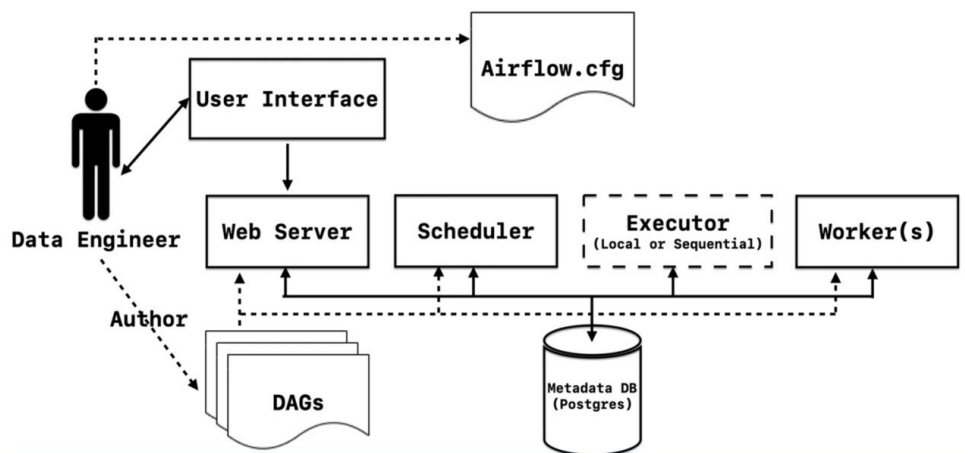 Airflow.cfg
User Interface
Data Engineer
Web Server
Scheduler
Executor
(Local or Sequential)
Worker(s)
Author
DAGs
Metadata DB
(Postgres)